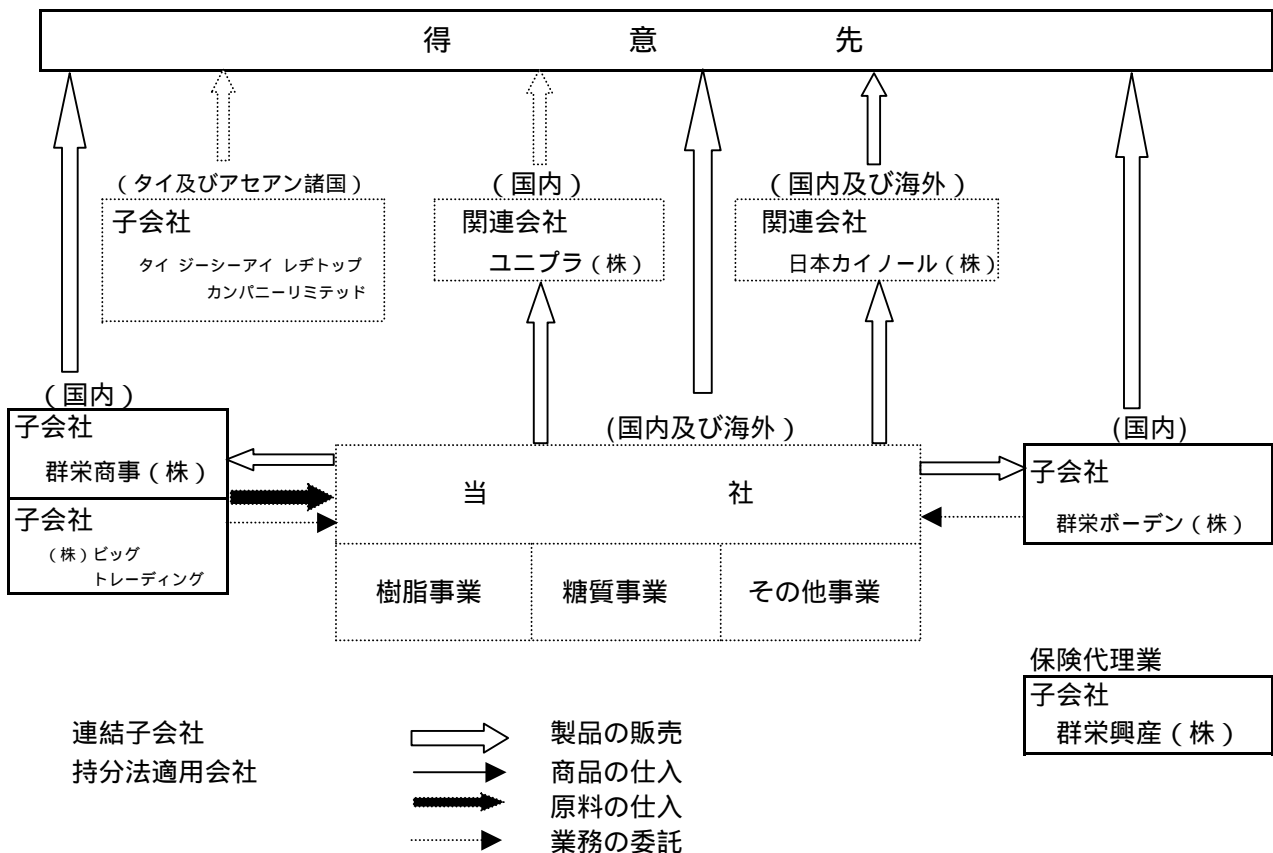 得 意 先
(タイ及びアセアン諸国)
子会社
タイ ジーシーアイ レヂトップ
カンパニーリミテッド
(国内)
関連会社
ユニプラ(株)
(国内及び海外)
関連会社
日本カイノール(株)
(国内)
子会社
群栄商事(株)
子会社
(株)ビッグ
トレーディング
(国内及び海外)
当 社
樹脂事業 糖質事業 その他事業
(国内)
子会社
群栄ボーデン(株)
保険代理業
子会社
群栄興産(株)
連結子会社
持分法適用会社
製品の販売
商品の仕入
原料の仕入
業務の委託